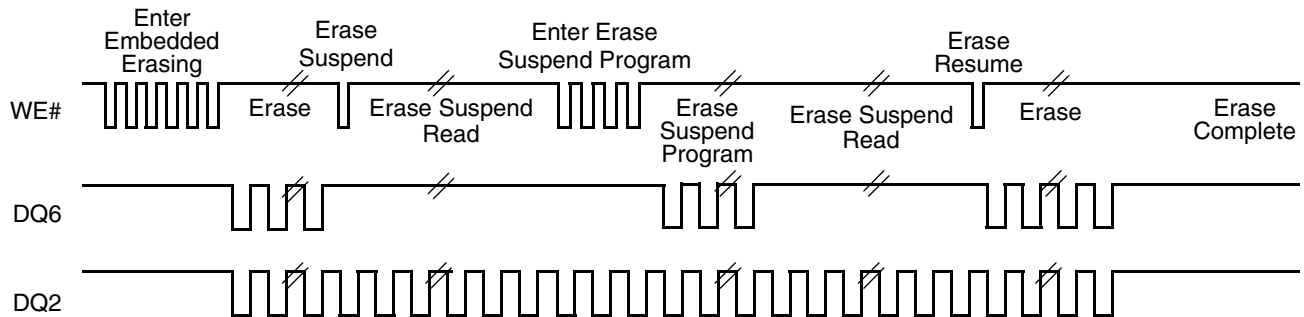 Enter
Embedded
Erasing
Erase
Suspend
Enter Erase
Suspend Program
Erase
Resume
WE#
Erase
Erase Suspend
Read
Erase
Suspend
Program
Erase Suspend
Read
Erase
Erase
Complete
DQ6
DQ2